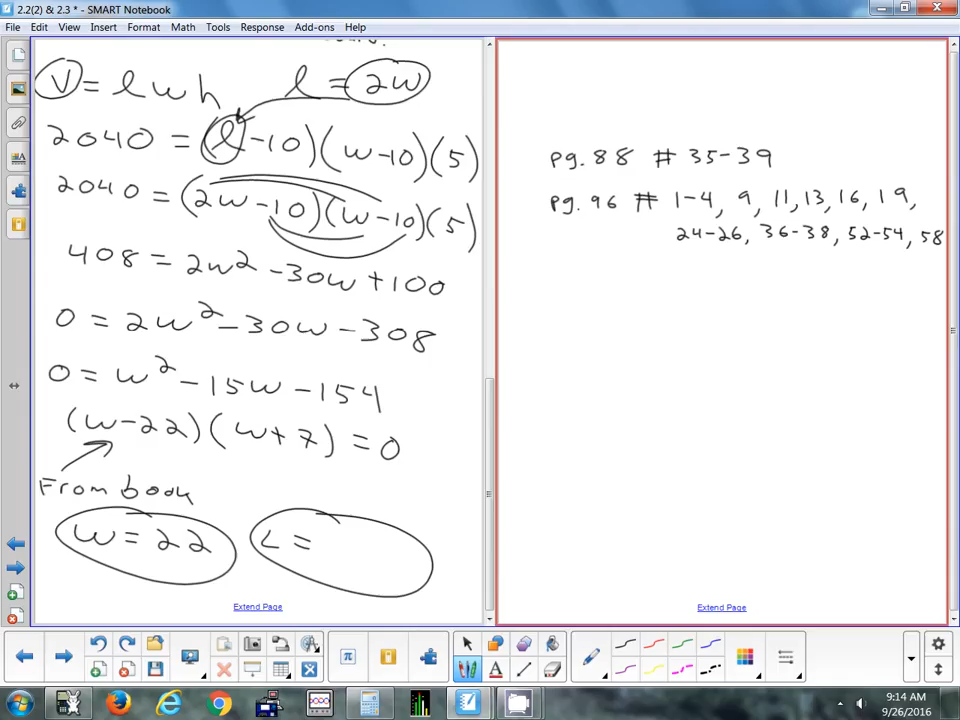 2.2(2) & 2.3 * - SMART Notebook
File Edit View Insert Format Math Tools Response Add-ons Help
V = l w h l = 2w
2040 = (l - 10)(w - 10)(5)
2040 = (2w - 10)(w - 10)(5)
408 = 2w² - 30w + 100
0 = 2w² - 30w - 308
0 = w² - 15w - 154
(w - 22)(w + 7) = 0
From book
w = 22 L =
Extend Page
pg. 88 # 35-39
pg. 96 # 1-4, 9, 11, 13, 16, 19,
24-26, 36-38, 52-54, 58
Extend Page
9:14 AM
9/26/2016